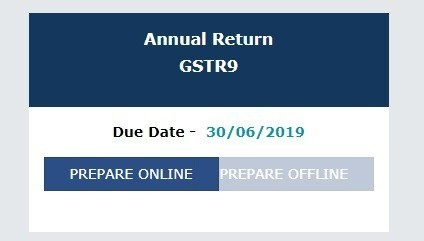 Annual Return
GSTR9
Due Date - 30/06/2019
PREPARE ONLINE PREPARE OFFLINE